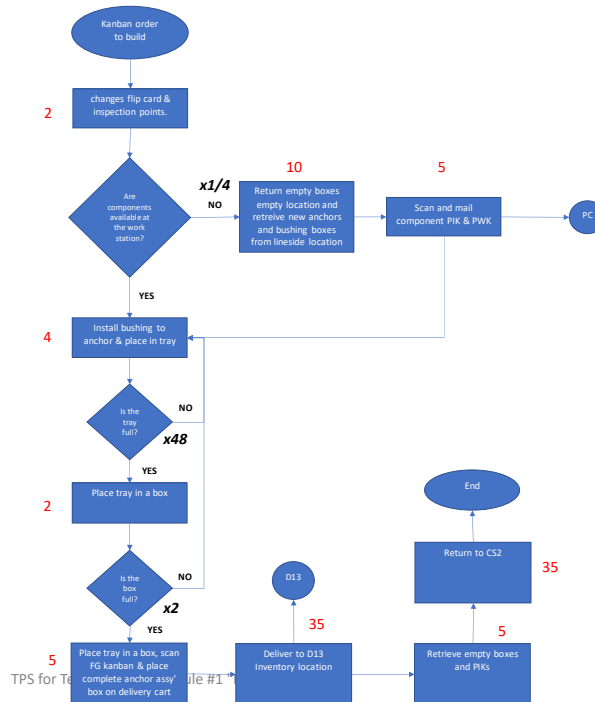 Kanban order
to build
2
changes flip card &
inspection points.
Are
components
available at
the work
station?
x1/4
NO
10
Return empty boxes
empty location and
retreive new anchors
and bushing boxes
from lineside location
5
Scan and mail
component PIK & PWK
PC
YES
4
Install bushing to
anchor & place in tray
Is the
tray
full?
NO
x48
YES
2
Place tray in a box
Is the
box
full?
NO
x2
YES
5
Place tray in a box, scan
FG kanban & place
complete anchor assy'
box on delivery cart
D13
35
Deliver to D13
Inventory location
5
Retrieve empty boxes
and PIKs
Return to CS2
35
End
TPS for #1